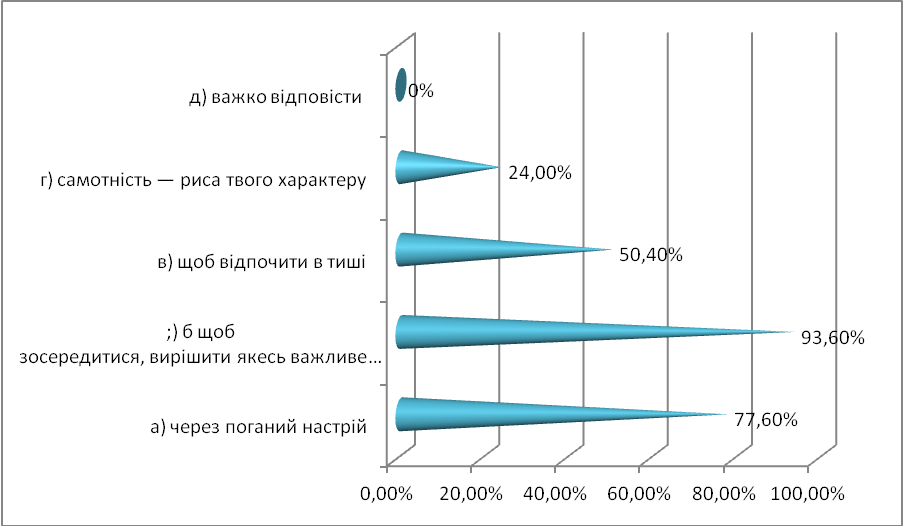 д) важко відповісти
0%
г) самотність — риса твого характеру
24,00%
в) щоб відпочити в тиші
50,40%
;) б щоб
зосередитися, вирішити якесь важливе...
93,60%
а) через поганий настрій
77,60%
0,00% 20,00% 40,00% 60,00% 80,00% 100,00%